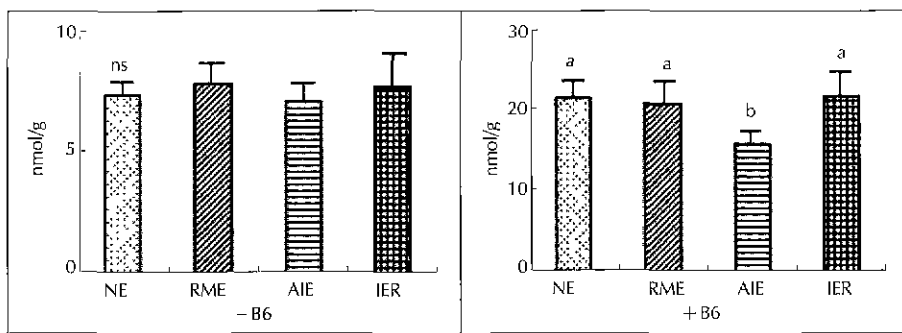 10
5
0
nmol/g
ns
NE RME AIE IER
−B6
30
20
10
0
nmol/g
a a b a
NE RME AIE IER
+B6